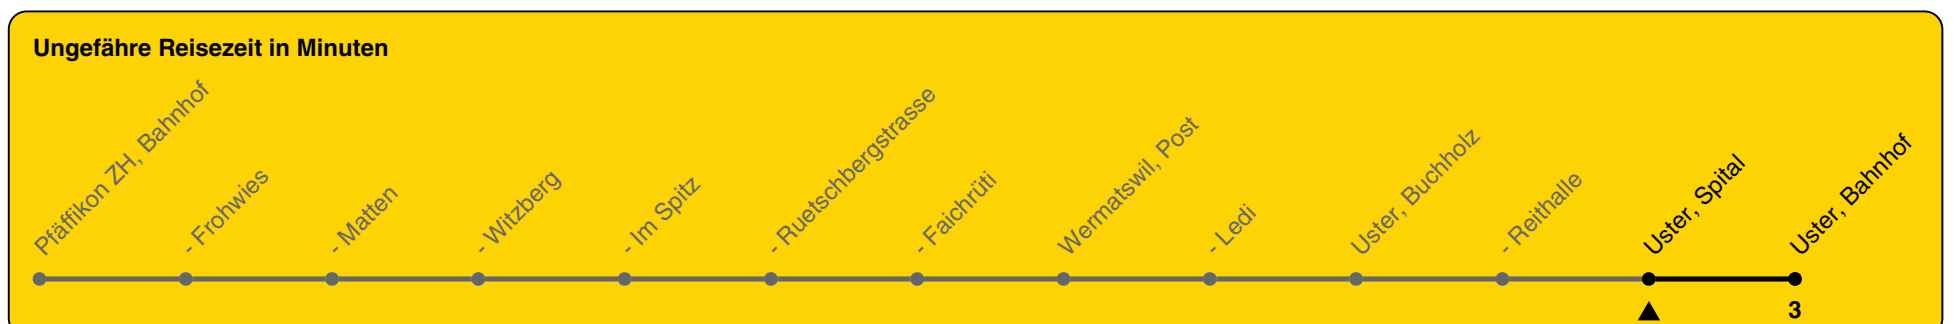 Ungefähre Reisezeit in Minuten
Pfäffikon ZH, Bahnhof
- Frohwies
- Matten
- Witzberg
- Im Spitz
- Ruetschbergstrasse
- Faichrüti
Wermatswil, Post
- Ledi
Uster, Buchholz
- Reithalle
Uster, Spital
Uster, Bahnhof
3